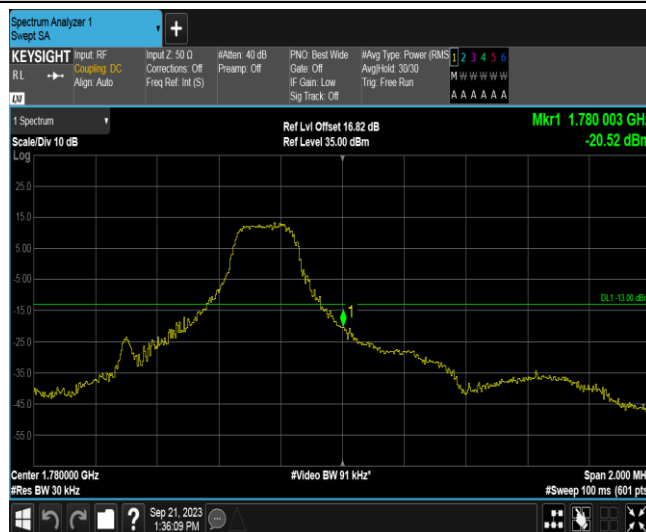 Spectrum Analyzer 1
Swept SA
+
KEYSIGHT
RL
Input: RF
Coupling: DC
Align: Auto
Input Z: 50 Ω
Corrections: Off
Freq Ref: Int (S)
#Atten: 40 dB
Preamp: Off
PNO: Best Wide
Gate: Off
IF Gain: Low
Sig Track: Off
#Avg Type: Power (RMS
Avg|Hold: 30/30
Trig: Free Run
1 2 3 4 5 6
M W W W W W
A A A A A A
LXI
1 Spectrum
Scale/Div 10 dB
Log
Ref Lvl Offset 16.82 dB
Ref Level 35.00 dBm
Mkr1 1.780 003 GHz
-20.52 dBm
25.0
15.0
5.00
-5.00
-15.0
-25.0
-35.0
-45.0
-55.0
DL1 -13.00 dBm
1
Center 1.780000 GHz
#Res BW 30 kHz
#Video BW 91 kHz*
Span 2.000 MH
#Sweep 100 ms (601 pts
?
Sep 21, 2023
1:36:09 PM